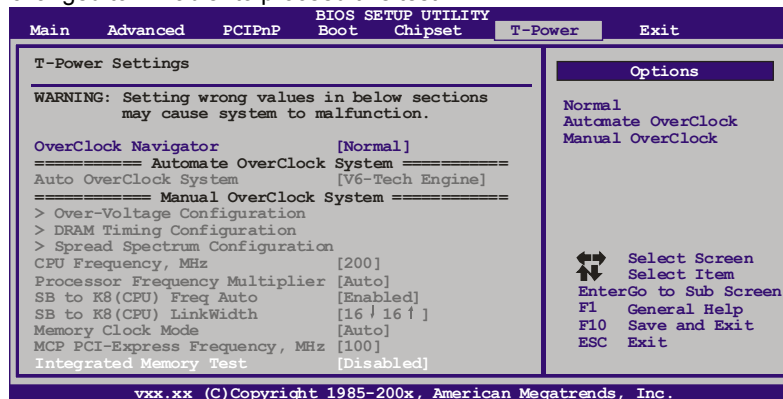 BIOS SETUP UTILITY
Main Advanced PCIPnP Boot Chipset T-Power Exit
T-Power Settings
WARNING: Setting wrong values in below sections
may cause system to malfunction.
OverClock Navigator [Normal]
=========== Automate OverClock System ===========
Auto OverClock System [V6-Tech Engine]
============ Manual OverClock System ============
> Over-Voltage Configuration
> DRAM Timing Configuration
> Spread Spectrum Configuration
CPU Frequency, MHz [200]
Processor Frequency Multiplier [Auto]
SB to K8(CPU) Freq Auto [Enabled]
SB to K8(CPU) LinkWidth [16 ↓ 16 ↑]
Memory Clock Mode [Auto]
MCP PCI-Express Frequency, MHz [100]
Integrated Memory Test [Disabled]
Options
Normal
Automate OverClock
Manual OverClock
Select Screen
Select Item
Enter Go to Sub Screen
F1 General Help
F10 Save and Exit
ESC Exit
vxx.xx (C)Copyright 1985-200x, American Megatrends, Inc.